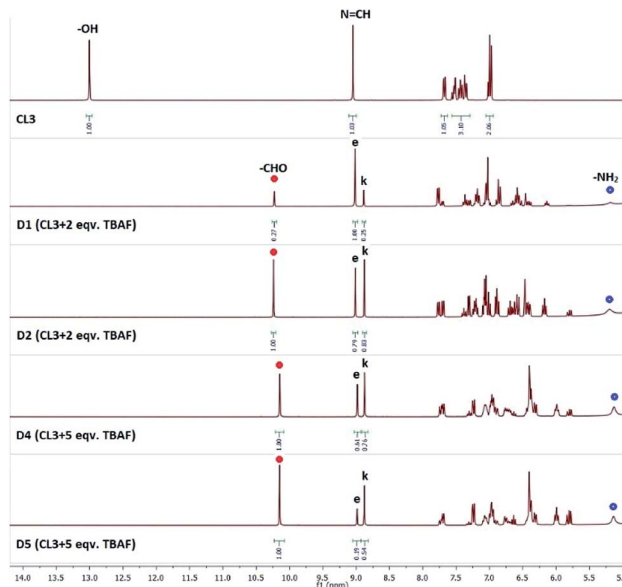 -OH
N=CH
CL3
1.00
1.03
1.05
3.10
2.06
-CHO
e
k
-NH2
D1 (CL3+2 eqv. TBAF)
0.27
1.00
0.25
e
k
D2 (CL3+2 eqv. TBAF)
1.00
0.79
0.83
e
k
D4 (CL3+5 eqv. TBAF)
1.00
0.61
0.76
e
k
D5 (CL3+5 eqv. TBAF)
1.00
14.0 13.5 13.0 12.5 12.0 11.5 11.0 10.5 10.0 9.5 9.0 8.5 8.0 7.5 7.0 6.5 6.0 5.5
f1 (ppm)